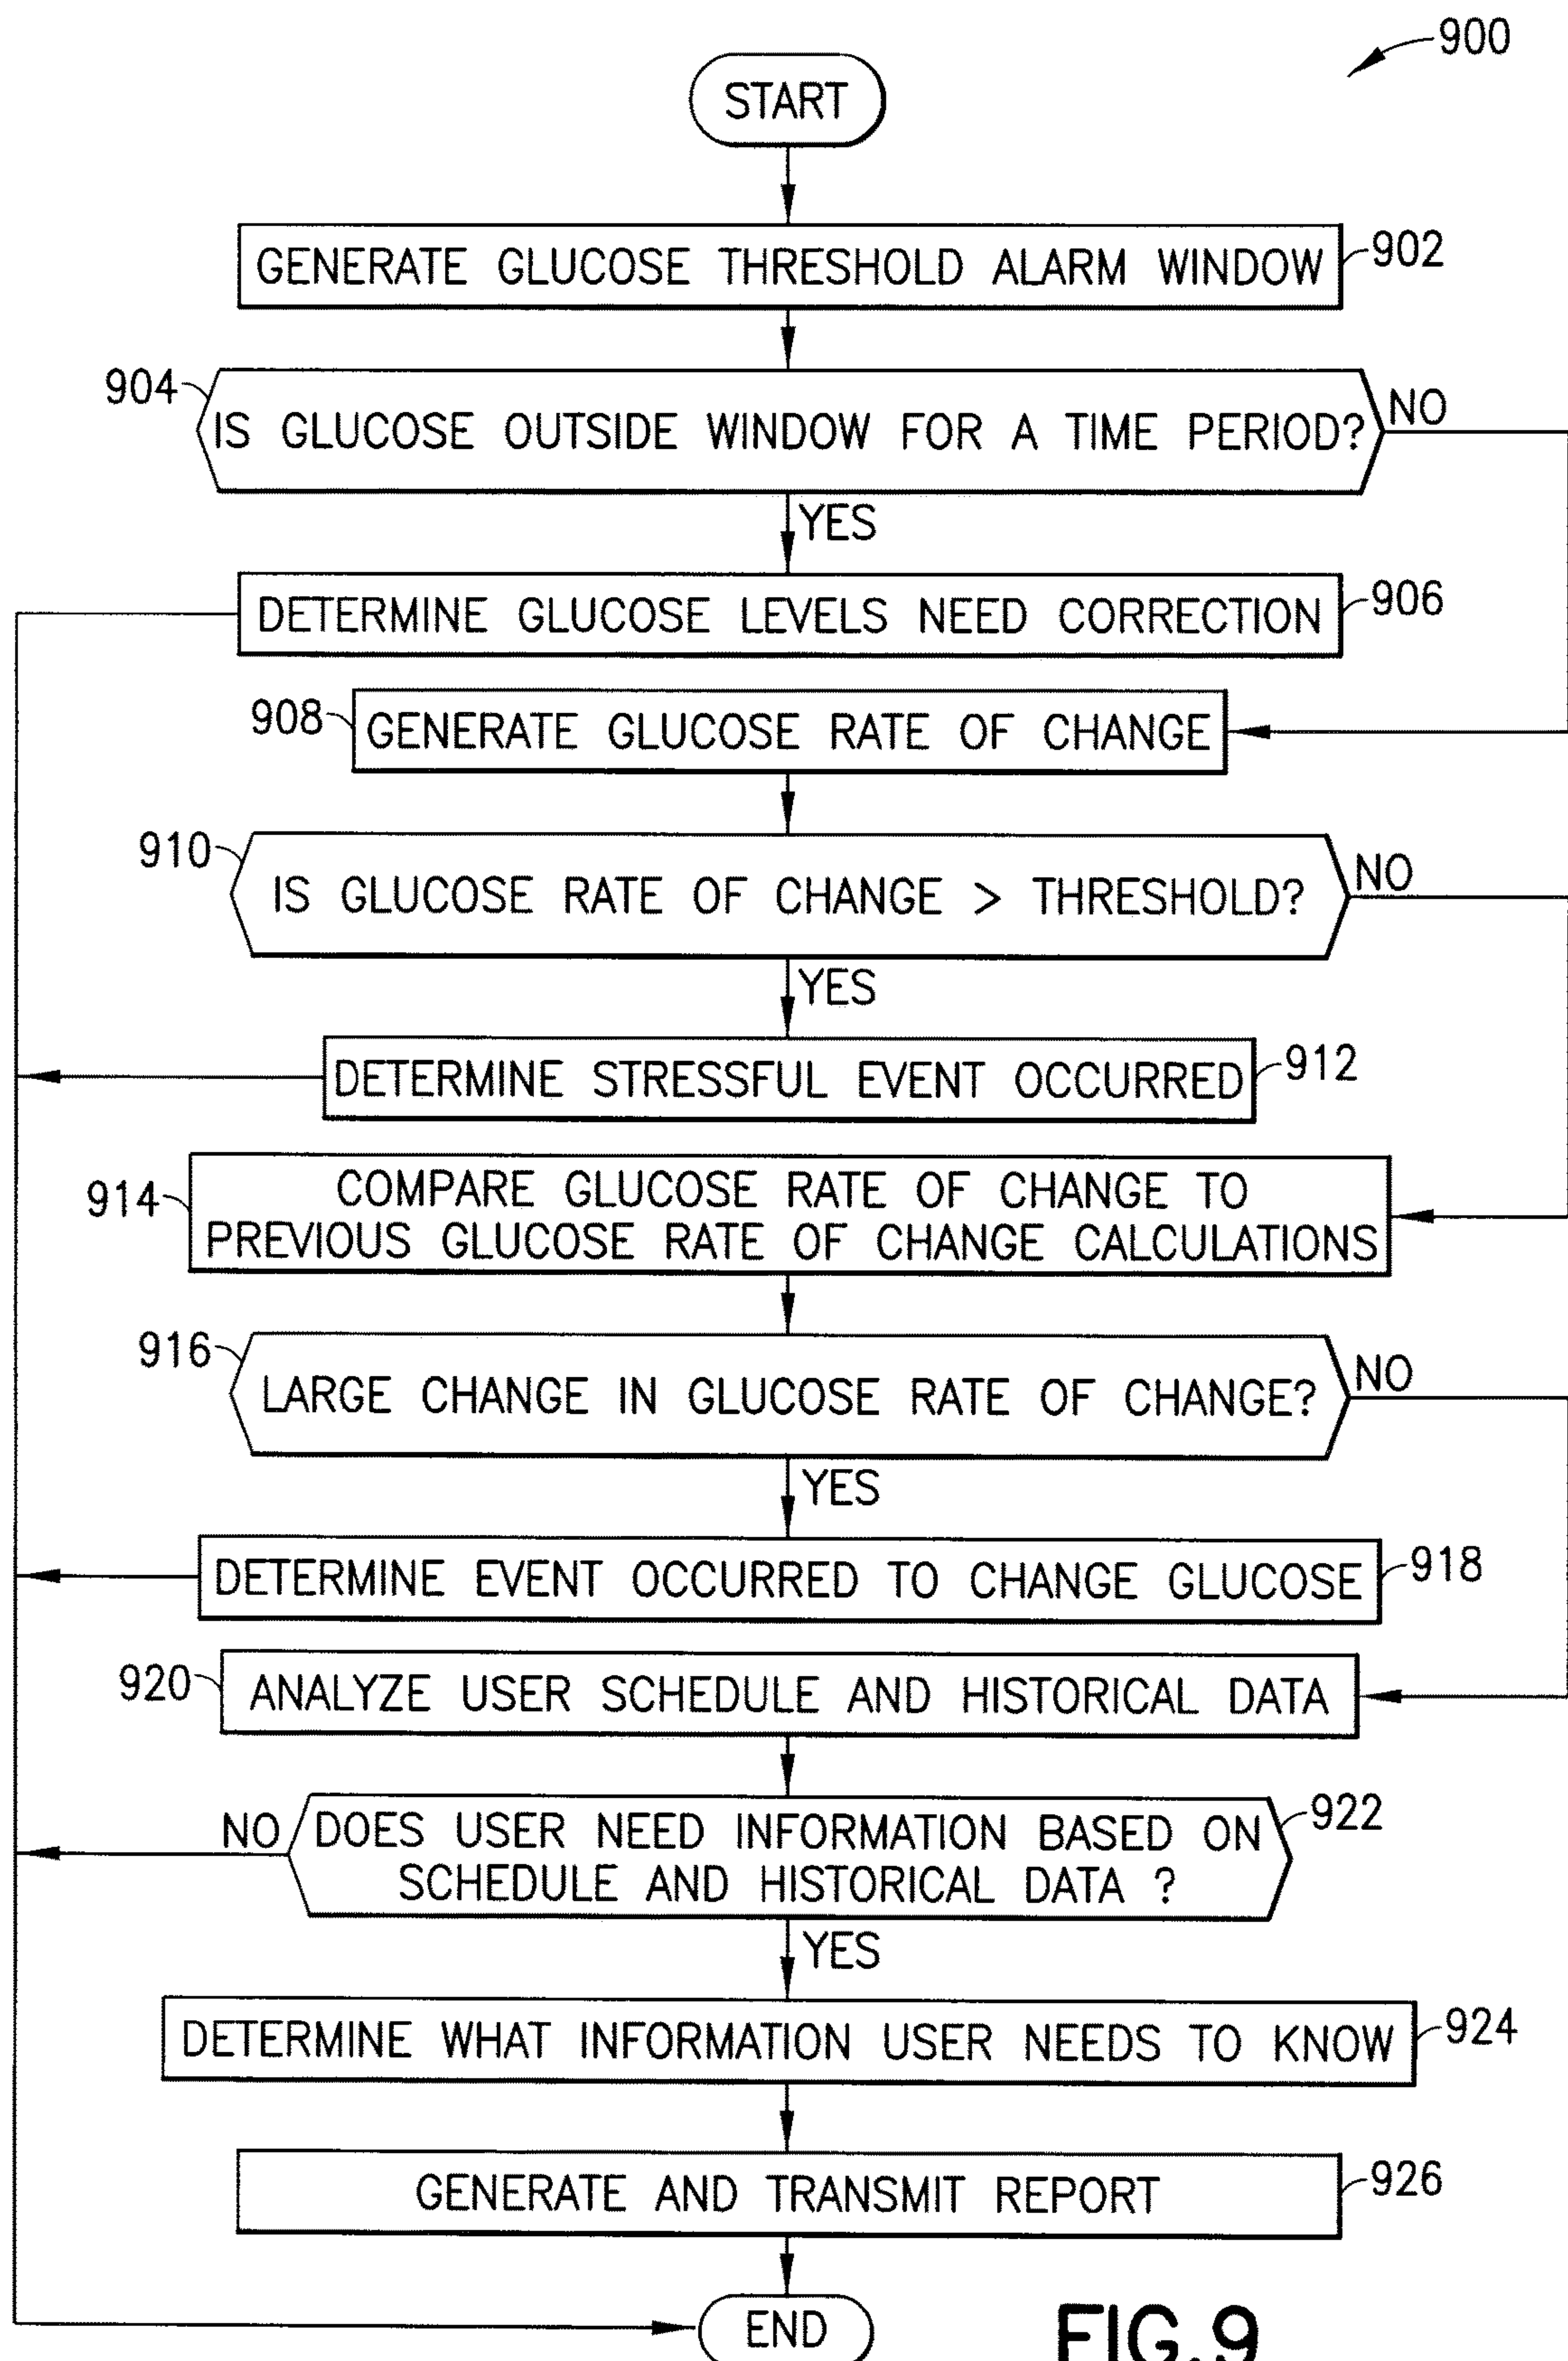 900
START
GENERATE GLUCOSE THRESHOLD ALARM WINDOW
902
904
IS GLUCOSE OUTSIDE WINDOW FOR A TIME PERIOD?
NO
YES
DETERMINE GLUCOSE LEVELS NEED CORRECTION
906
908
GENERATE GLUCOSE RATE OF CHANGE
910
IS GLUCOSE RATE OF CHANGE > THRESHOLD?
NO
YES
DETERMINE STRESSFUL EVENT OCCURRED
912
914
COMPARE GLUCOSE RATE OF CHANGE TO
PREVIOUS GLUCOSE RATE OF CHANGE CALCULATIONS
916
LARGE CHANGE IN GLUCOSE RATE OF CHANGE?
NO
YES
DETERMINE EVENT OCCURRED TO CHANGE GLUCOSE
918
920
ANALYZE USER SCHEDULE AND HISTORICAL DATA
NO
DOES USER NEED INFORMATION BASED ON
SCHEDULE AND HISTORICAL DATA ?
922
YES
DETERMINE WHAT INFORMATION USER NEEDS TO KNOW
924
GENERATE AND TRANSMIT REPORT
926
END
FIG.9